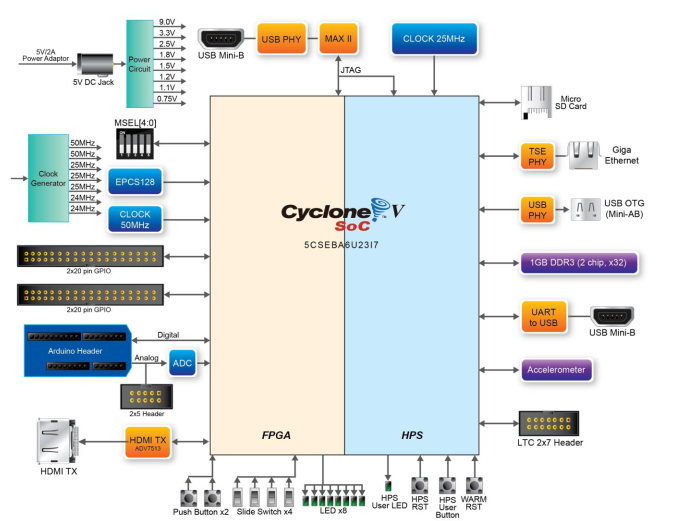 9.0V
3.3V
2.5V
1.8V
1.5V
1.2V
1.1V
0.75V
5V/2A
Power Adaptor
5V DC Jack
Power
Circuit
USB Mini-B
USB PHY
MAX II
JTAG
CLOCK 25MHz
MSEL[4:0]
ON
50MHz
50MHz
25MHz
25MHz
25MHz
24MHz
24MHz
Clock
Generator
EPCS128
CLOCK
50MHz
2x20 pin GPIO
2x20 pin GPIO
Arduino Header
Digital
Analog
ADC
2x5 Header
HDMI TX
HDMI TX
ADV7513
Cyclone V
SoC
5CSEBA6U23I7
FPGA
HPS
Micro
SD Card
TSE
PHY
Giga
Ethernet
USB
PHY
USB OTG
(Mini-AB)
1GB DDR3 (2 chip, x32)
UART
to USB
USB Mini-B
Accelerometer
LTC 2x7 Header
Push Button x2
Slide Switch x4
LED x8
HPS
User LED
HPS
RST
HPS
User
Button
WARM
RST